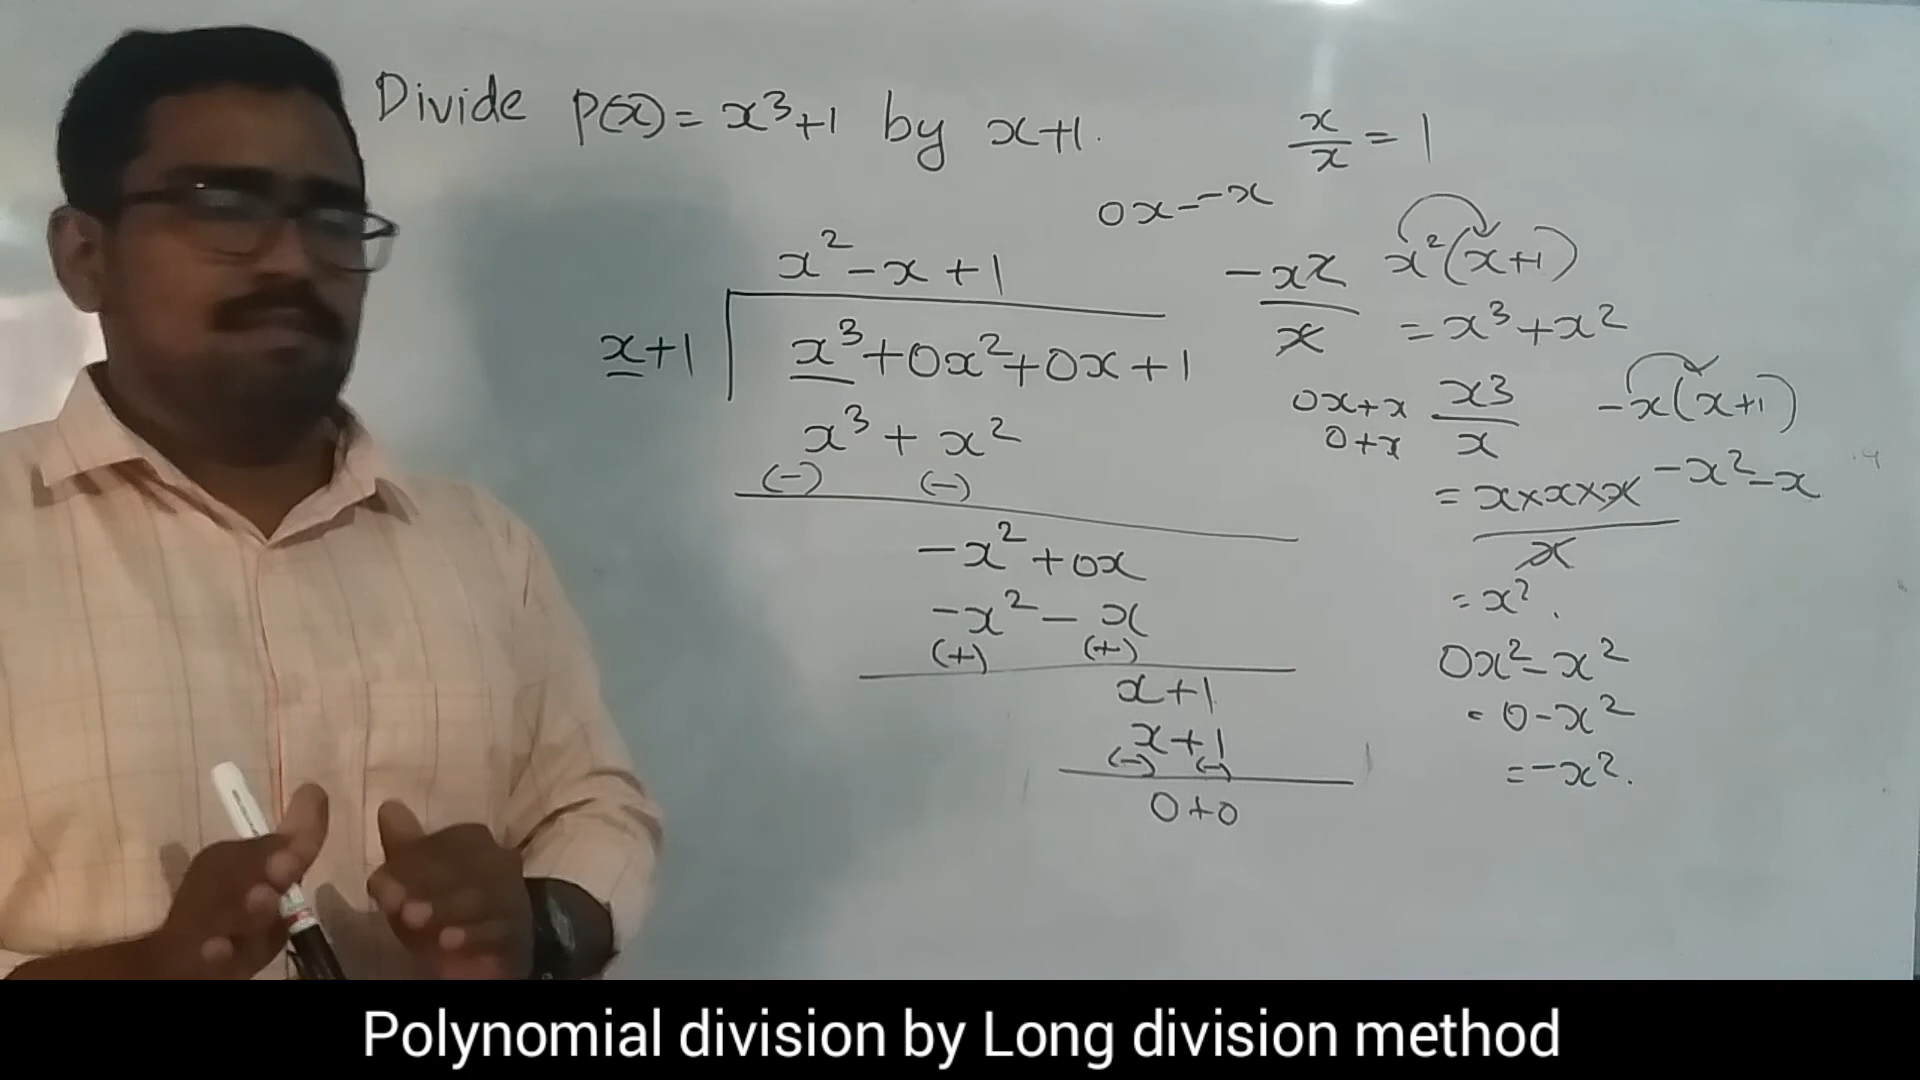 Divide P(x) = x³+1 by x+1.
x/x = 1
0x - -x
x² - x + 1
x+1
x³+0x²+0x+1
x³ + x²
(-) (-)
-x² + 0x
-x² - x
(+) (+)
x+1
x+1
(-) (-)
0+0
-x²
x
x²(x+1)
= x³+x²
0x+x
0+x
x3
x
-x(x+1)
-x²-x
= x×x×x
x
= x².
0x²-x²
= 0-x²
= -x².
Polynomial division by Long division method